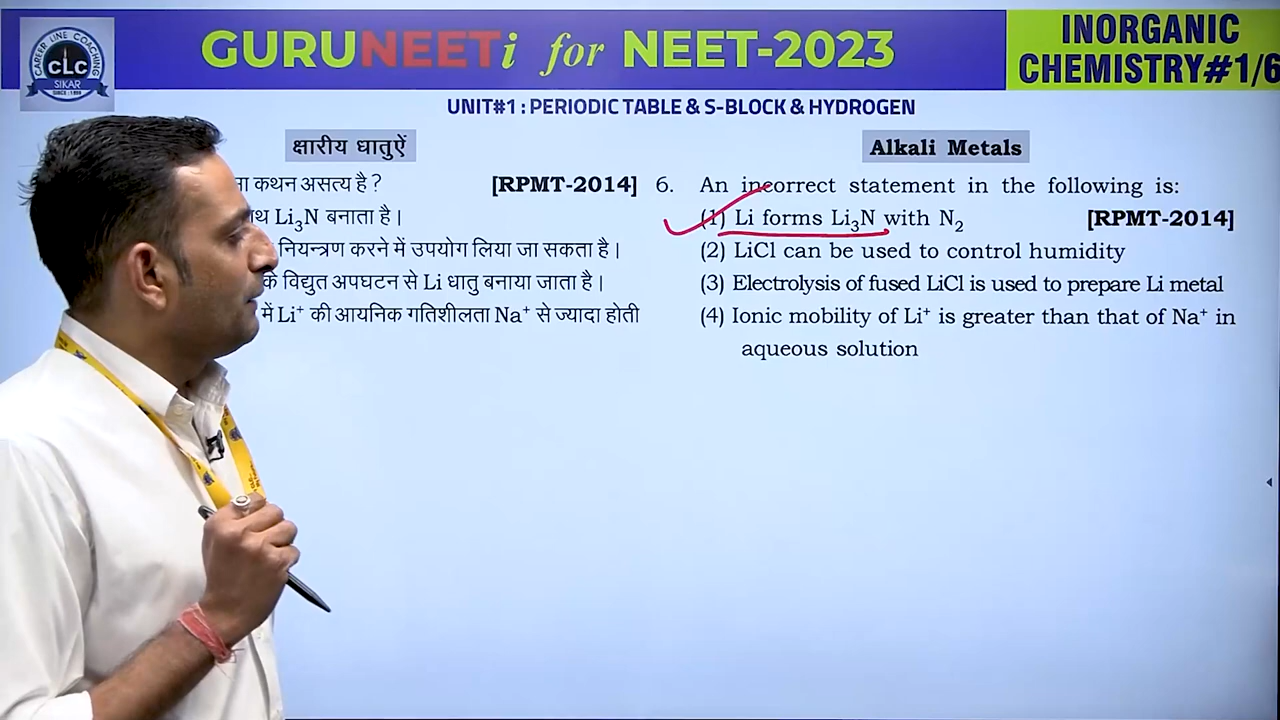 CAREER LINE COACHING
CLC
SIKAR
SINCE : 1996
GURUNEETi for NEET-2023
INORGANIC
CHEMISTRY#1/6
UNIT#1 : PERIODIC TABLE & S-BLOCK & HYDROGEN
क्षारीय धातुऐं
कथन असत्य है ? [RPMT-2014]
Li₃N बनाता है।
नियन्त्रण करने में उपयोग लिया जा सकता है।
के विद्युत अपघटन से Li धातु बनाया जाता है।
में Li⁺ की आयनिक गतिशीलता Na⁺ से ज्यादा होती
Alkali Metals
6. An incorrect statement in the following is:
(1) Li forms Li₃N with N₂ [RPMT-2014]
(2) LiCl can be used to control humidity
(3) Electrolysis of fused LiCl is used to prepare Li metal
(4) Ionic mobility of Li⁺ is greater than that of Na⁺ in
aqueous solution